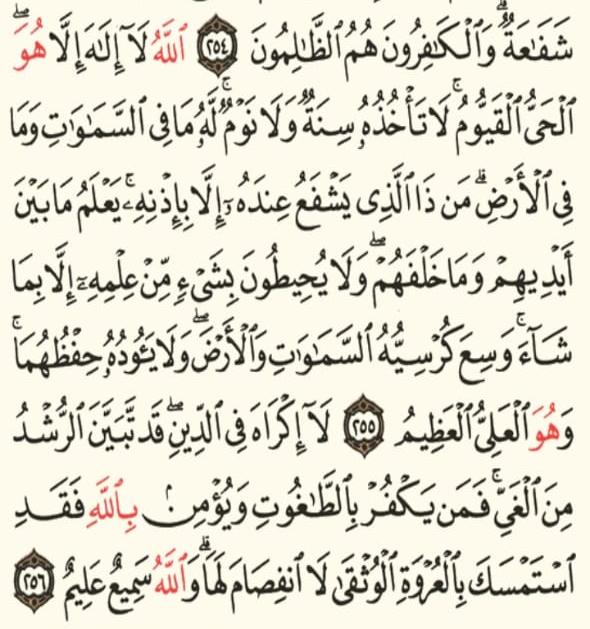 شَفَٰعَةٌۗ وَٱلۡكَٰفِرُونَ هُمُ ٱلظَّٰلِمُونَ ٢٥٤ ٱللَّهُ لَآ إِلَٰهَ إِلَّا هُوَ
ٱلۡحَيُّ ٱلۡقَيُّومُۚ لَا تَأۡخُذُهُۥ سِنَةٌ وَلَا نَوۡمٌۚ لَّهُۥ مَا فِي ٱلسَّمَٰوَٰتِ وَمَا
فِي ٱلۡأَرۡضِۗ مَن ذَا ٱلَّذِي يَشۡفَعُ عِندَهُۥٓ إِلَّا بِإِذۡنِهِۦۚ يَعۡلَمُ مَا بَيۡنَ
أَيۡدِيهِمۡ وَمَا خَلۡفَهُمۡۖ وَلَا يُحِيطُونَ بِشَيۡءٍ مِّنۡ عِلۡمِهِۦٓ إِلَّا بِمَا
شَآءَۚ وَسِعَ كُرۡسِيُّهُ ٱلسَّمَٰوَٰتِ وَٱلۡأَرۡضَۖ وَلَا يَـُٔودُهُۥ حِفۡظُهُمَاۚ
وَهُوَ ٱلۡعَلِيُّ ٱلۡعَظِيمُ ٢٥٥ لَآ إِكۡرَاهَ فِي ٱلدِّينِۖ قَد تَّبَيَّنَ ٱلرُّشۡدُ
مِنَ ٱلۡغَيِّۚ فَمَن يَكۡفُرۡ بِٱلطَّٰغُوتِ وَيُؤۡمِنۢ بِٱللَّهِ فَقَدِ
ٱسۡتَمۡسَكَ بِٱلۡعُرۡوَةِ ٱلۡوُثۡقَىٰ لَا ٱنفِصَامَ لَهَاۗ وَٱللَّهُ سَمِيعٌ عَلِيمٌ ٢٥٦